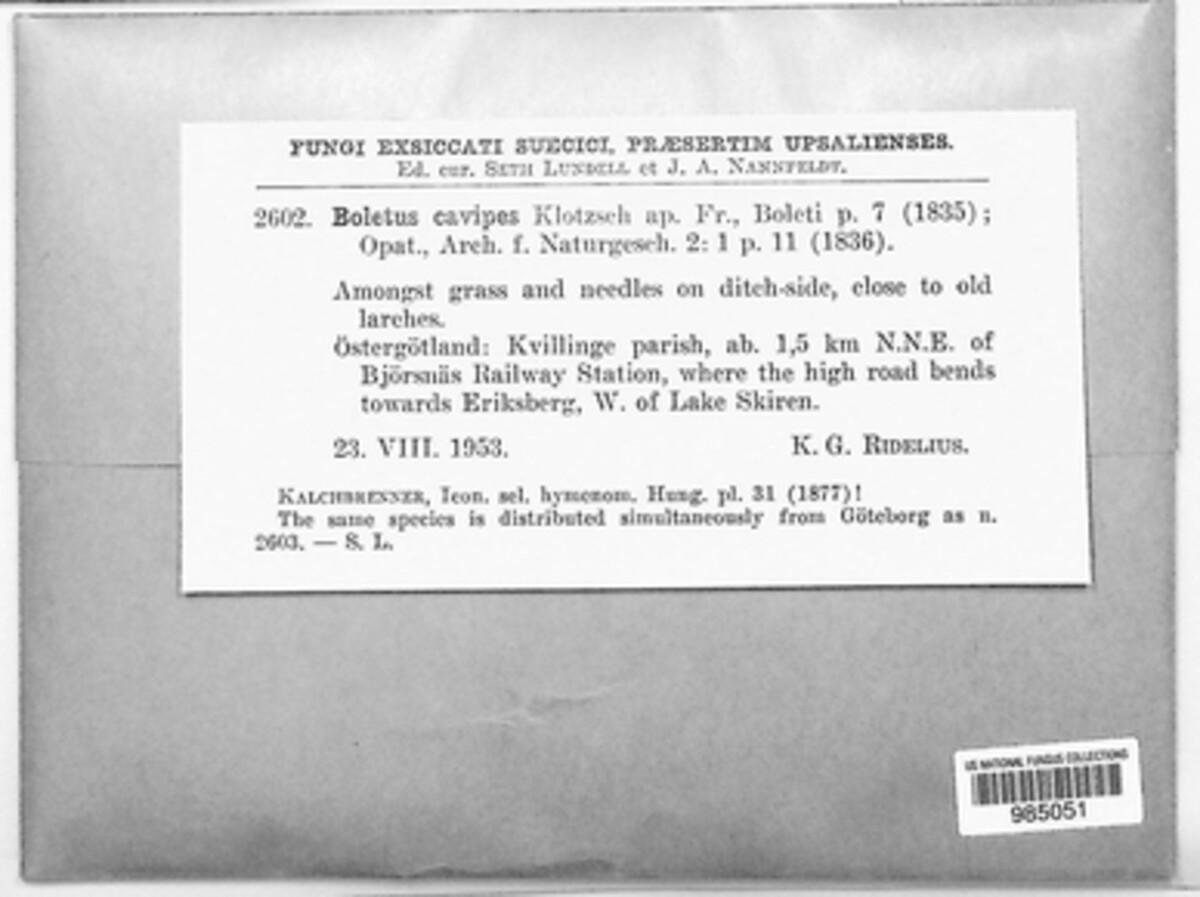 FUNGI EXSICCATI SUECICI, PRÆSERTIM UPSALIENSES.
Ed. cur. SETH LUNDELL et J. A. NANNFELDT.
2602. Boletus cavipes Klotzsch ap. Fr., Boleti p. 7 (1835);
Opat., Arch. f. Naturgesch. 2: 1 p. 11 (1836).
Amongst grass and needles on ditch-side, close to old
larches.
Östergötland: Kvillinge parish, ab. 1,5 km N.N.E. of
Björsnäs Railway Station, where the high road bends
towards Eriksberg, W. of Lake Skiren.
23. VIII. 1953. K. G. RIDELIUS.
KALCHBRENNER, Icon. sel. hymenom. Hung. pl. 31 (1877)!
The same species is distributed simultaneously from Göteborg as n.
2603. — S. L.
US NATIONAL FUNGUS COLLECTIONS
985051